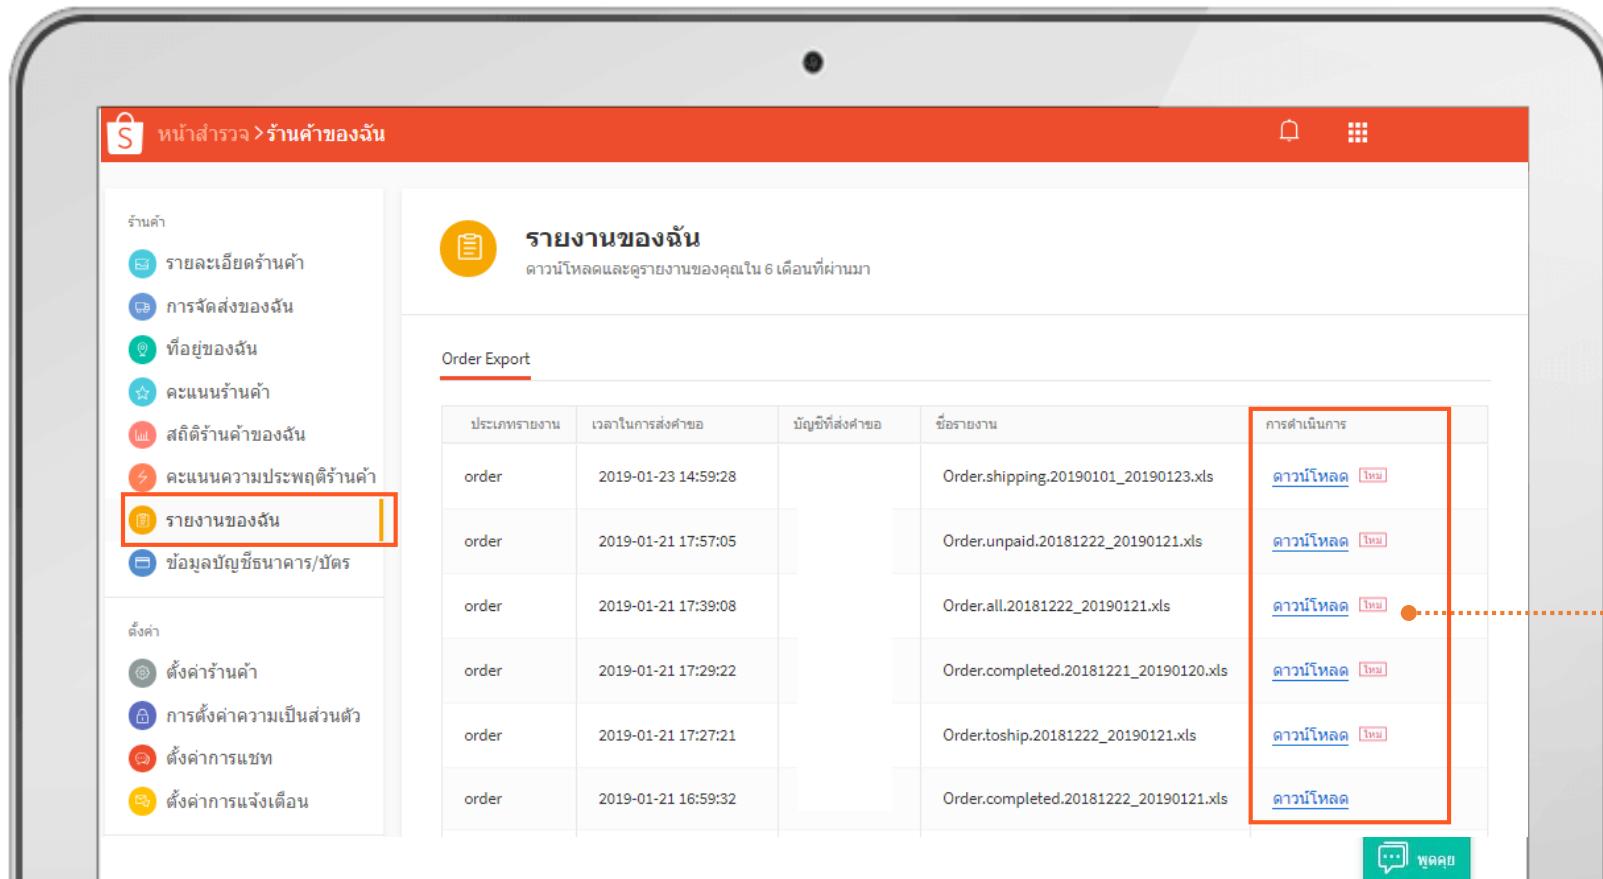 S หน้าสำรวจ > ร้านค้าของฉัน
ร้านค้า
รายละเอียดร้านค้า
การจัดส่งของฉัน
ที่อยู่ของฉัน
คะแนนร้านค้า
สถิติร้านค้าของฉัน
คะแนนความประพฤติร้านค้า
รายงานของฉัน
ข้อมูลบัญชีธนาคาร/บัตร
ตั้งค่า
ตั้งค่าร้านค้า
การตั้งค่าความเป็นส่วนตัว
ตั้งค่าการแชท
ตั้งค่าการแจ้งเตือน
รายงานของฉัน
ดาวน์โหลดและดูรายงานของคุณใน 6 เดือนที่ผ่านมา
Order Export
ประเภทรายงาน เวลาในการส่งคำขอ บัญชีที่ส่งคำขอ ชื่อรายงาน การดำเนินการ
order 2019-01-23 14:59:28 Order.shipping.20190101_20190123.xls ดาวน์โหลด ใหม่
order 2019-01-21 17:57:05 Order.unpaid.20181222_20190121.xls ดาวน์โหลด ใหม่
order 2019-01-21 17:39:08 Order.all.20181222_20190121.xls ดาวน์โหลด ใหม่
order 2019-01-21 17:29:22 Order.completed.20181221_20190120.xls ดาวน์โหลด ใหม่
order 2019-01-21 17:27:21 Order.toship.20181222_20190121.xls ดาวน์โหลด ใหม่
order 2019-01-21 16:59:32 Order.completed.20181222_20190121.xls ดาวน์โหลด
พูดคุย